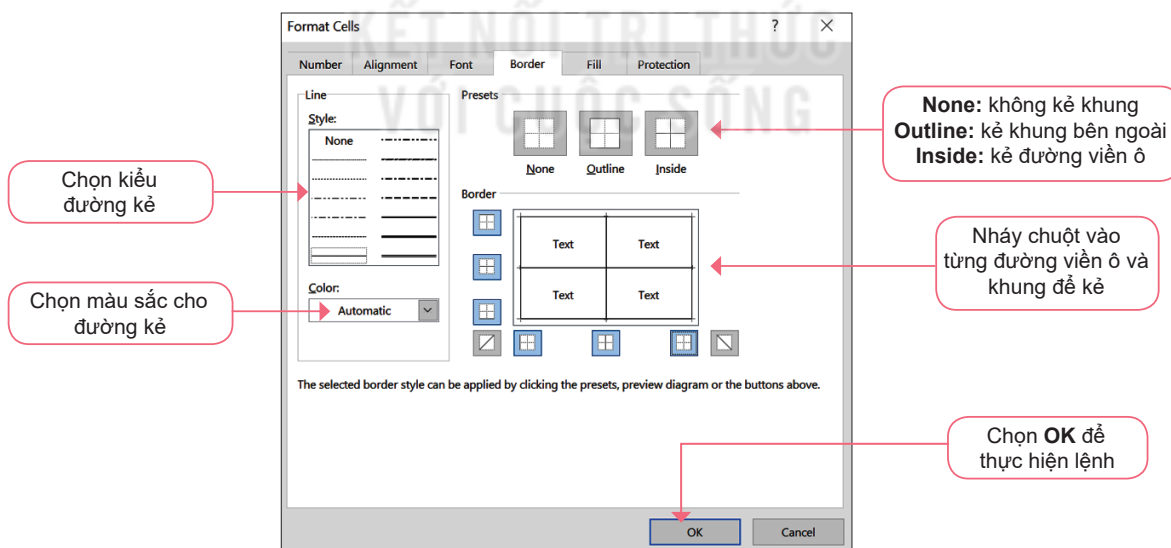 Format Cells
?
KẾT NỐI TRI THỨC
VỚI CUỘC SỐNG
Number Alignment Font Border Fill Protection
Line
Style:
None
Color:
Automatic
Presets
None Outline Inside
Border
Text Text
Text Text
The selected border style can be applied by clicking the presets, preview diagram or the buttons above.
OK Cancel
Chọn kiểu
đường kẻ
Chọn màu sắc cho
đường kẻ
None: không kẻ khung
Outline: kẻ khung bên ngoài
Inside: kẻ đường viền ô
Nháy chuột vào
từng đường viền ô và
khung để kẻ
Chọn OK để
thực hiện lệnh